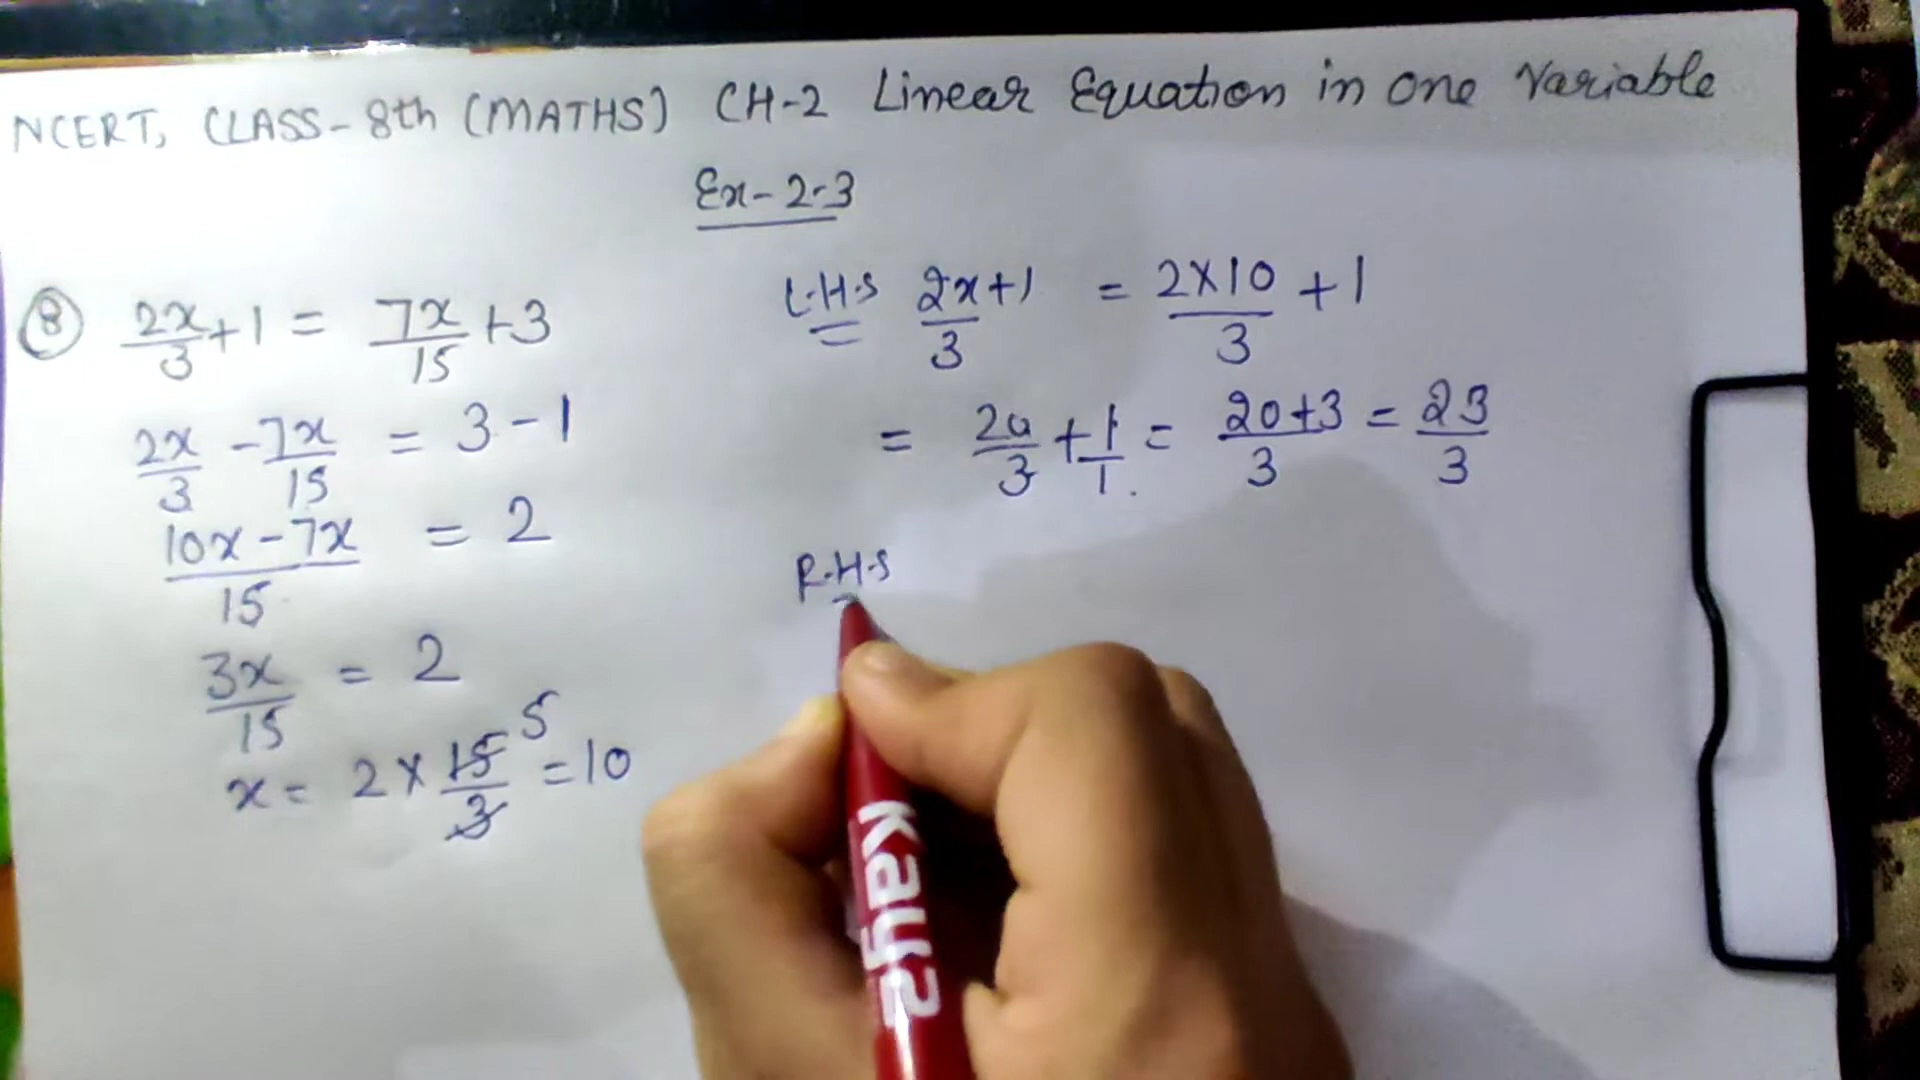 NCERT, CLASS-8th (MATHS) CH-2 Linear Equation in one Variable
Ex-2.3
8 2x/3 + 1 = 7x/15 + 3
2x/3 - 7x/15 = 3-1
10x-7x/15 = 2
3x/15 = 2
x = 2 × 15/3 5 = 10
L.H.S 2x/3 + 1 = 2×10/3 + 1
= 20/3 + 1/1 = 20+3/3 = 23/3
R.H.S
Kayz